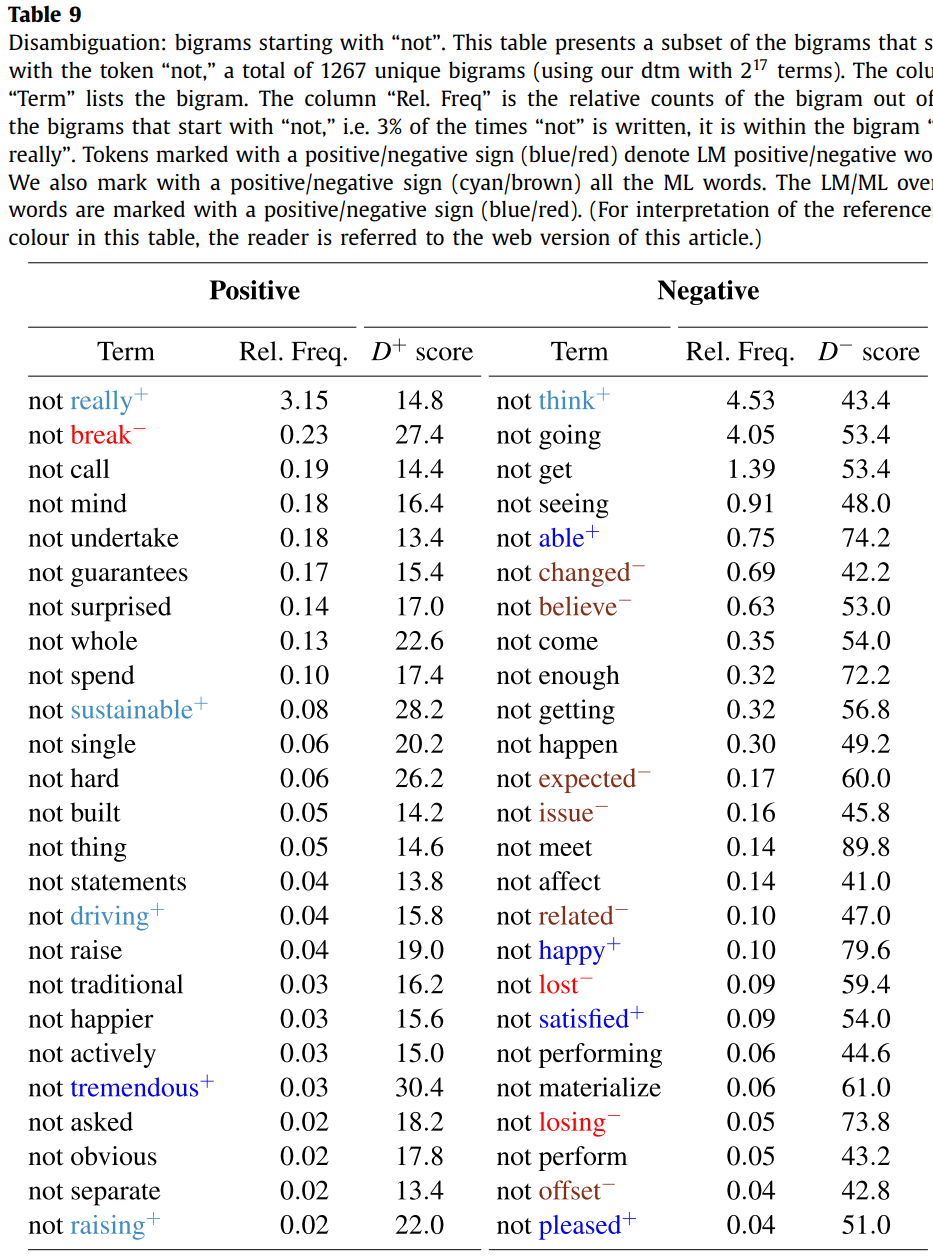 Table 9
Disambiguation: bigrams starting with “not”. This table presents a subset of the bigrams that s
with the token “not,” a total of 1267 unique bigrams (using our dtm with 2¹⁷ terms). The colu
“Term” lists the bigram. The column “Rel. Freq” is the relative counts of the bigram out of
the bigrams that start with “not,” i.e. 3% of the times “not” is written, it is within the bigram “
really”. Tokens marked with a positive/negative sign (blue/red) denote LM positive/negative wo
We also mark with a positive/negative sign (cyan/brown) all the ML words. The LM/ML over
words are marked with a positive/negative sign (blue/red). (For interpretation of the reference
colour in this table, the reader is referred to the web version of this article.)
Positive Negative
Term Rel. Freq. D⁺ score Term Rel. Freq. D⁻ score
not really⁺ 3.15 14.8 not think⁺ 4.53 43.4
not break⁻ 0.23 27.4 not going 4.05 53.4
not call 0.19 14.4 not get 1.39 53.4
not mind 0.18 16.4 not seeing 0.91 48.0
not undertake 0.18 13.4 not able⁺ 0.75 74.2
not guarantees 0.17 15.4 not changed⁻ 0.69 42.2
not surprised 0.14 17.0 not believe⁻ 0.63 53.0
not whole 0.13 22.6 not come 0.35 54.0
not spend 0.10 17.4 not enough 0.32 72.2
not sustainable⁺ 0.08 28.2 not getting 0.32 56.8
not single 0.06 20.2 not happen 0.30 49.2
not hard 0.06 26.2 not expected⁻ 0.17 60.0
not built 0.05 14.2 not issue⁻ 0.16 45.8
not thing 0.05 14.6 not meet 0.14 89.8
not statements 0.04 13.8 not affect 0.14 41.0
not driving⁺ 0.04 15.8 not related⁻ 0.10 47.0
not raise 0.04 19.0 not happy⁺ 0.10 79.6
not traditional 0.03 16.2 not lost⁻ 0.09 59.4
not happier 0.03 15.6 not satisfied⁺ 0.09 54.0
not actively 0.03 15.0 not performing 0.06 44.6
not tremendous⁺ 0.03 30.4 not materialize 0.06 61.0
not asked 0.02 18.2 not losing⁻ 0.05 73.8
not obvious 0.02 17.8 not perform 0.05 43.2
not separate 0.02 13.4 not offset⁻ 0.04 42.8
not raising⁺ 0.02 22.0 not pleased⁺ 0.04 51.0